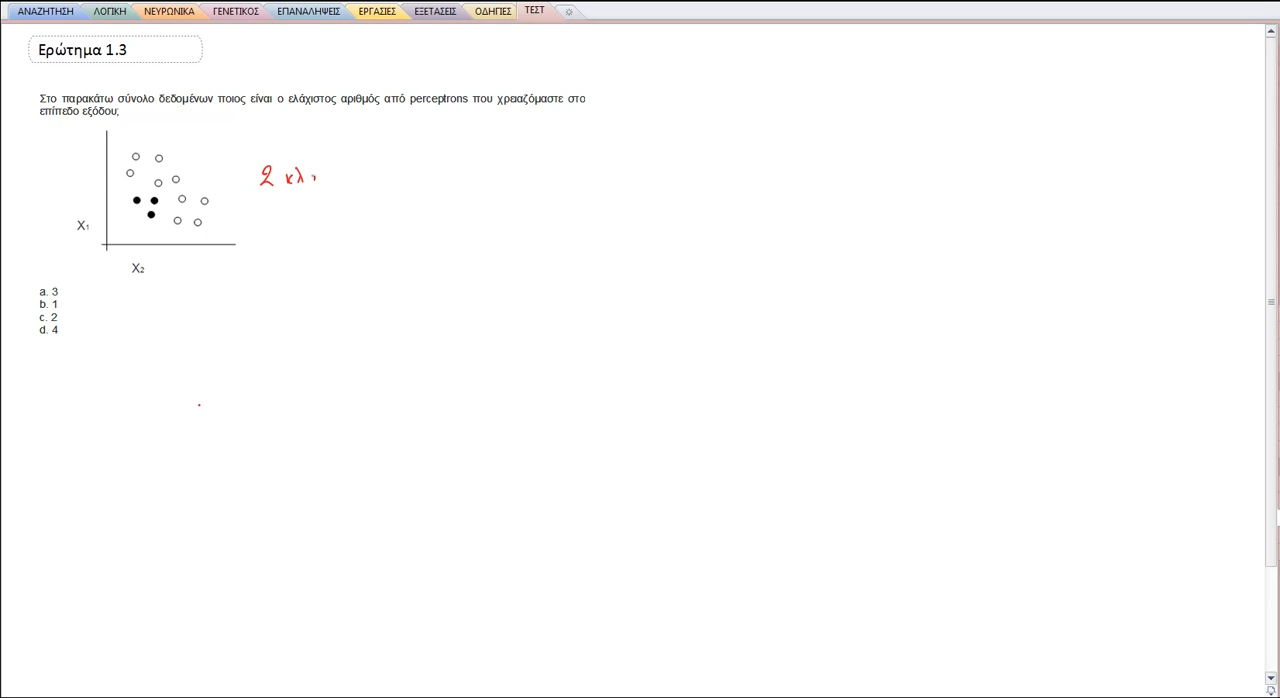 ΑΝΑΖΗΤΗΣΗ ΛΟΓΙΚΗ ΝΕΥΡΩΝΙΚΑ ΓΕΝΕΤΙΚΟΣ ΕΠΑΝΑΛΗΨΕΙΣ ΕΡΓΑΣΙΕΣ ΕΞΕΤΑΣΕΙΣ ΟΔΗΓΙΕΣ ΤΕΣΤ
Ερώτημα 1.3
Στο παρακάτω σύνολο δεδομένων ποιος είναι ο ελάχιστος αριθμός από perceptrons που χρειαζόμαστε στο
επίπεδο εξόδου;
2 κλ
X1
X2
a. 3
b. 1
c. 2
d. 4